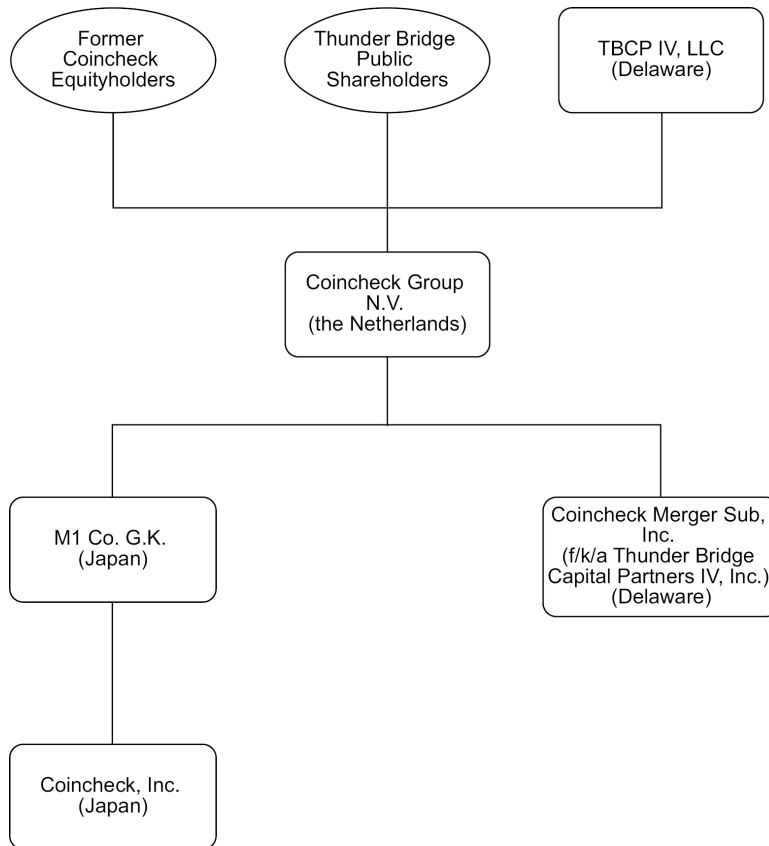 Former
Coincheck
Equityholders
Thunder Bridge
Public
Shareholders
TBCP IV, LLC
(Delaware)
Coincheck Group
N.V.
(the Netherlands)
M1 Co. G.K.
(Japan)
Coincheck Merger Sub,
Inc.
(f/k/a Thunder Bridge
Capital Partners IV, Inc.)
(Delaware)
Coincheck, Inc.
(Japan)